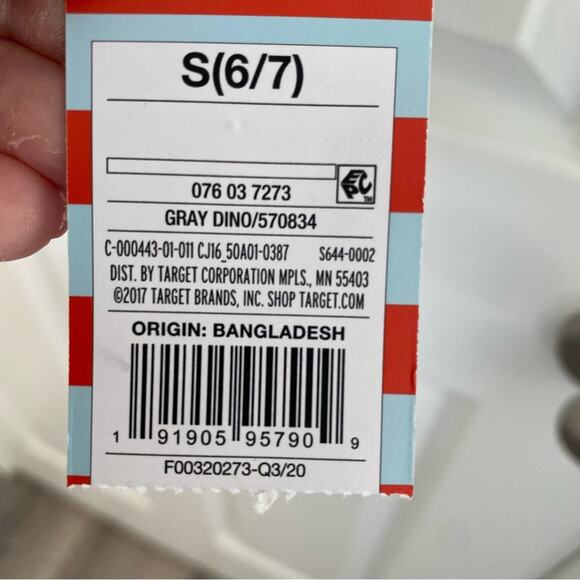 S(6/7)
EPC TM
076 03 7273
GRAY DINO/570834
C-000443-01-011 CJ16_50A01-0387 S644-0002
DIST. BY TARGET CORPORATION MPLS., MN 55403
©2017 TARGET BRANDS, INC. SHOP TARGET.COM
ORIGIN: BANGLADESH
1 91905 95790 9
F00320273-Q3/20